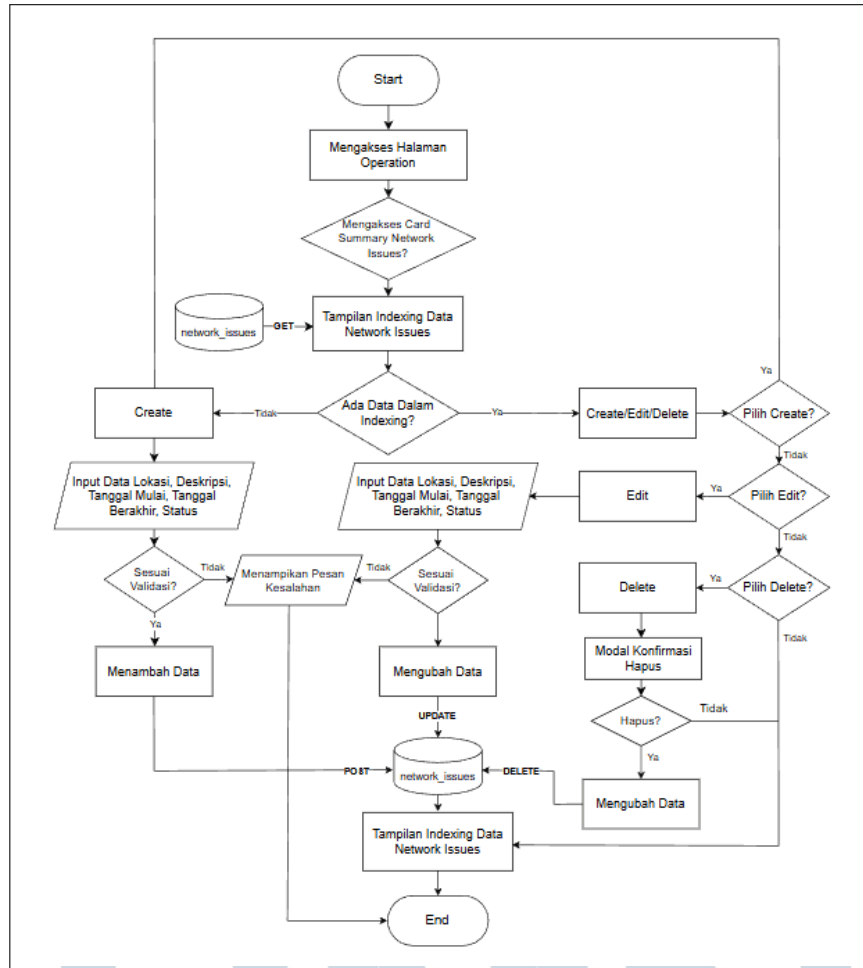 Start
Mengakses Halaman
Operation
Mengakses Card
Summary Network
Issues?
network_issues
GET
Tampilan Indexing Data
Network Issues
Ya
Create
Tidak
Ada Data Dalam
Indexing?
Ya
Create/Edit/Delete
Pilih Create?
Tidak
Input Data Lokasi, Deskripsi,
Tanggal Mulai, Tanggal
Berakhir, Status
Input Data Lokasi, Deskripsi,
Tanggal Mulai, Tanggal
Berakhir, Status
Edit
Ya
Pilih Edit?
Tidak
Sesuai
Validasi?
Tidak
Menampikan Pesan
Kesalahan
Tidak
Sesuai
Validasi?
Delete
Ya
Pilih Delete?
Ya
Tidak
Menambah Data
Mengubah Data
Modal Konfirmasi
Hapus
UPDATE
Hapus?
Tidak
Ya
POST
network_issues
DELETE
Mengubah Data
Tampilan Indexing Data
Network Issues
End